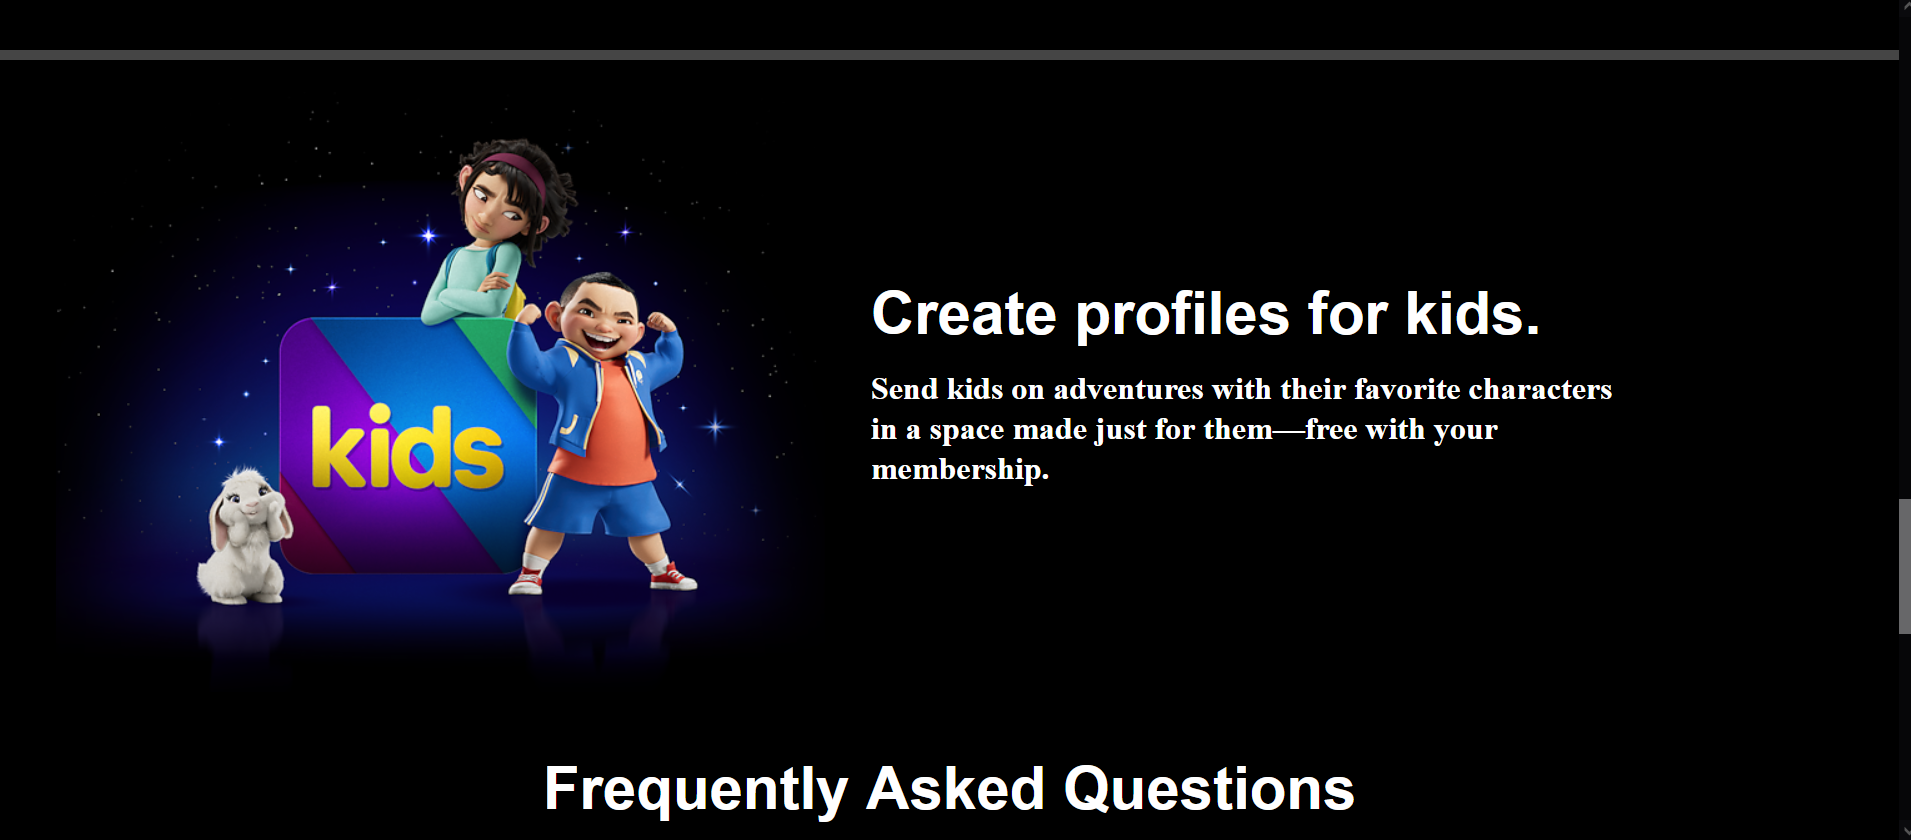 kids
Create profiles for kids.
Send kids on adventures with their favorite characters
in a space made just for them—free with your
membership.
Frequently Asked Questions